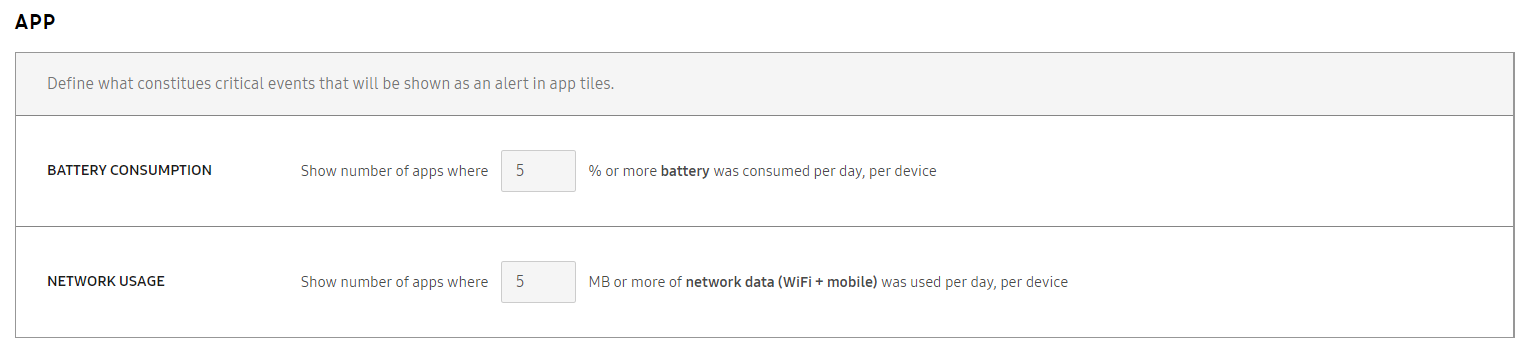 APP
Define what constitues critical events that will be shown as an alert in app tiles.
BATTERY CONSUMPTION Show number of apps where 5 % or more battery was consumed per day, per device
NETWORK USAGE Show number of apps where 5 MB or more of network data (WiFi + mobile) was used per day, per device